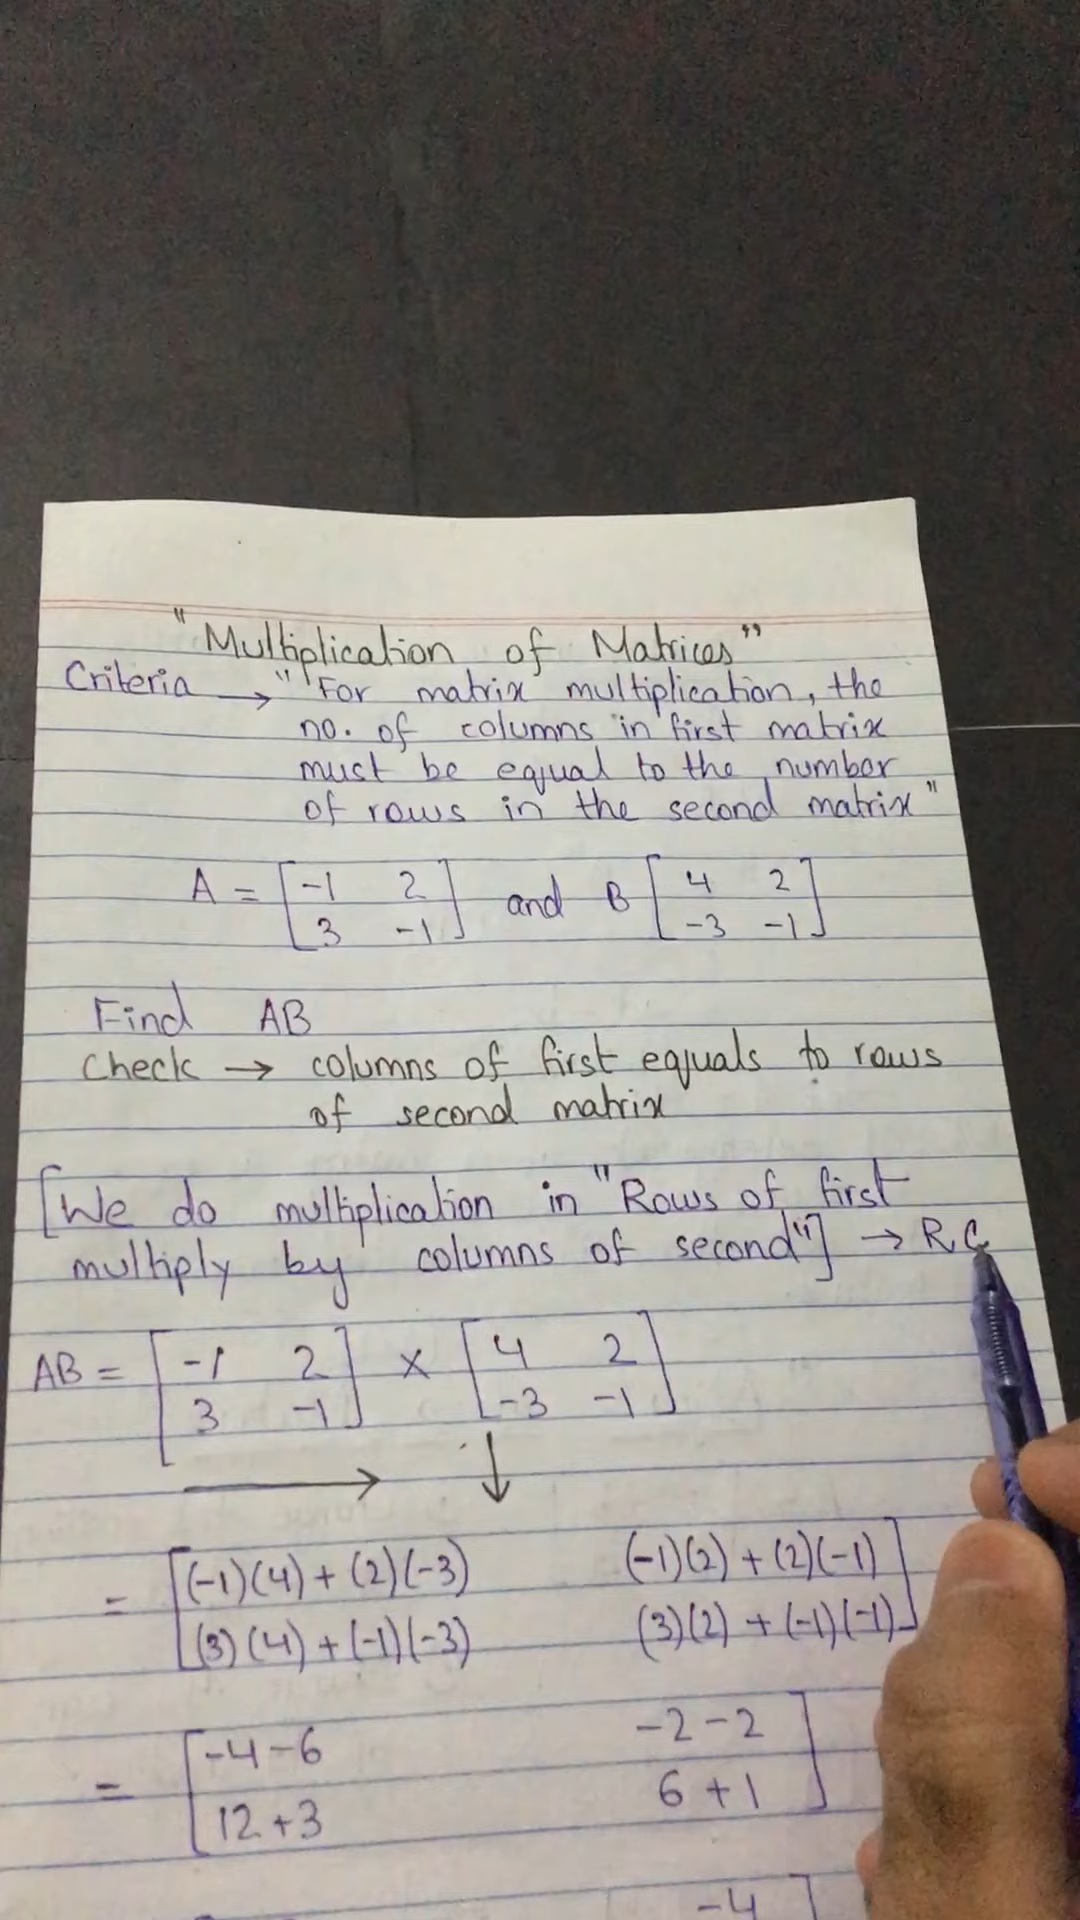 "Multiplication of Matrices"
Criteria → "For matrix multiplication, the
no. of columns in first matrix
must be equal to the number
of rows in the second matrix"
A = [-1 2] and B [4 2]
[3 -1] [-3 -1]
Find AB
Check → columns of first equals to rows
of second matrix
[We do multiplication in "Rows of first
multiply by columns of second"] → RC
AB = [-1 2] × [4 2]
[3 -1] [-3 -1]
→ ↓
= [(-1)(4) + (2)(-3) (-1)(2) + (2)(-1)]
[(3)(4) + (-1)(-3) (3)(2) + (-1)(-1)]
= [-4-6 -2-2]
[12+3 6+1]
-4]